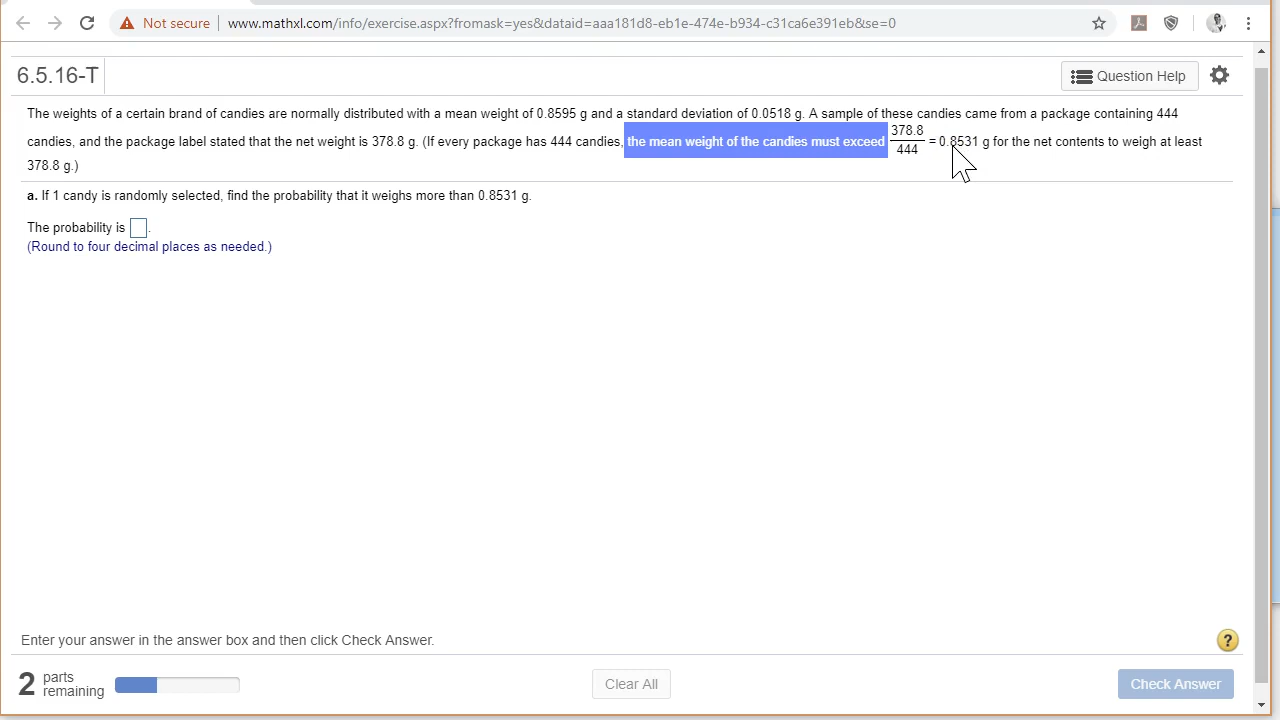 Not secure | www.mathxl.com/info/exercise.aspx?fromask=yes&dataid=aaa181d8-eb1e-474e-b934-c31ca6e391eb&se=0
6.5.16-T
Question Help
The weights of a certain brand of candies are normally distributed with a mean weight of 0.8595 g and a standard deviation of 0.0518 g. A sample of these candies came from a package containing 444
candies, and the package label stated that the net weight is 378.8 g. (If every package has 444 candies, the mean weight of the candies must exceed 378.8/444 = 0.8531 g for the net contents to weigh at least
378.8 g.)
a. If 1 candy is randomly selected, find the probability that it weighs more than 0.8531 g.
The probability is .
(Round to four decimal places as needed.)
Enter your answer in the answer box and then click Check Answer.
?
2 parts remaining
Clear All
Check Answer